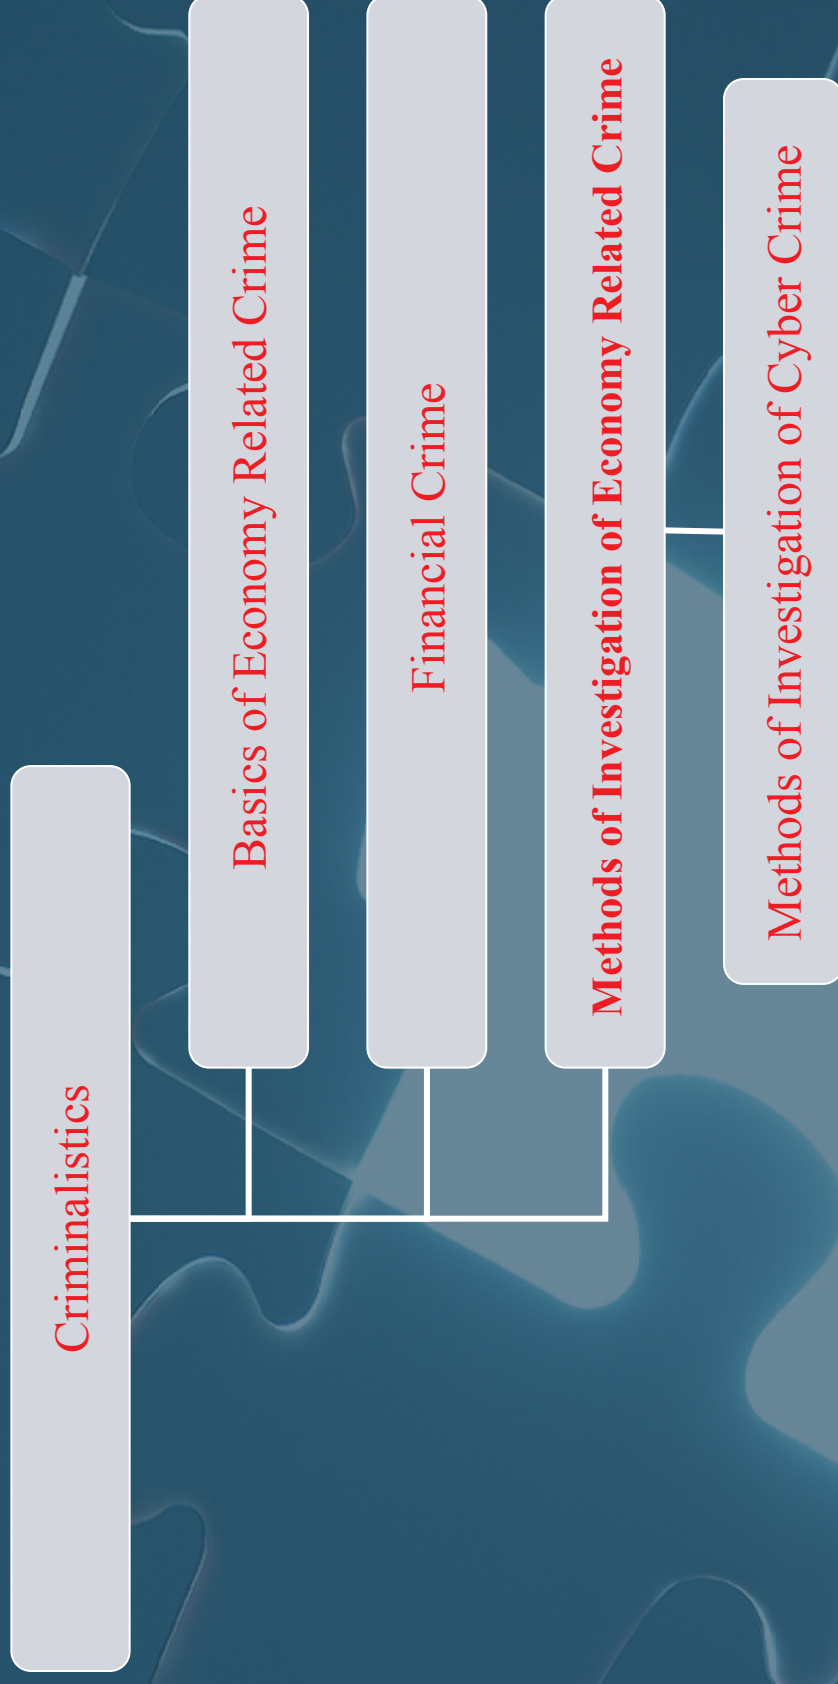 Criminalistics
Basics of Economy Related Crime
Financial Crime
Methods of Investigation of Economy Related Crime
Methods of Investigation of Cyber Crime